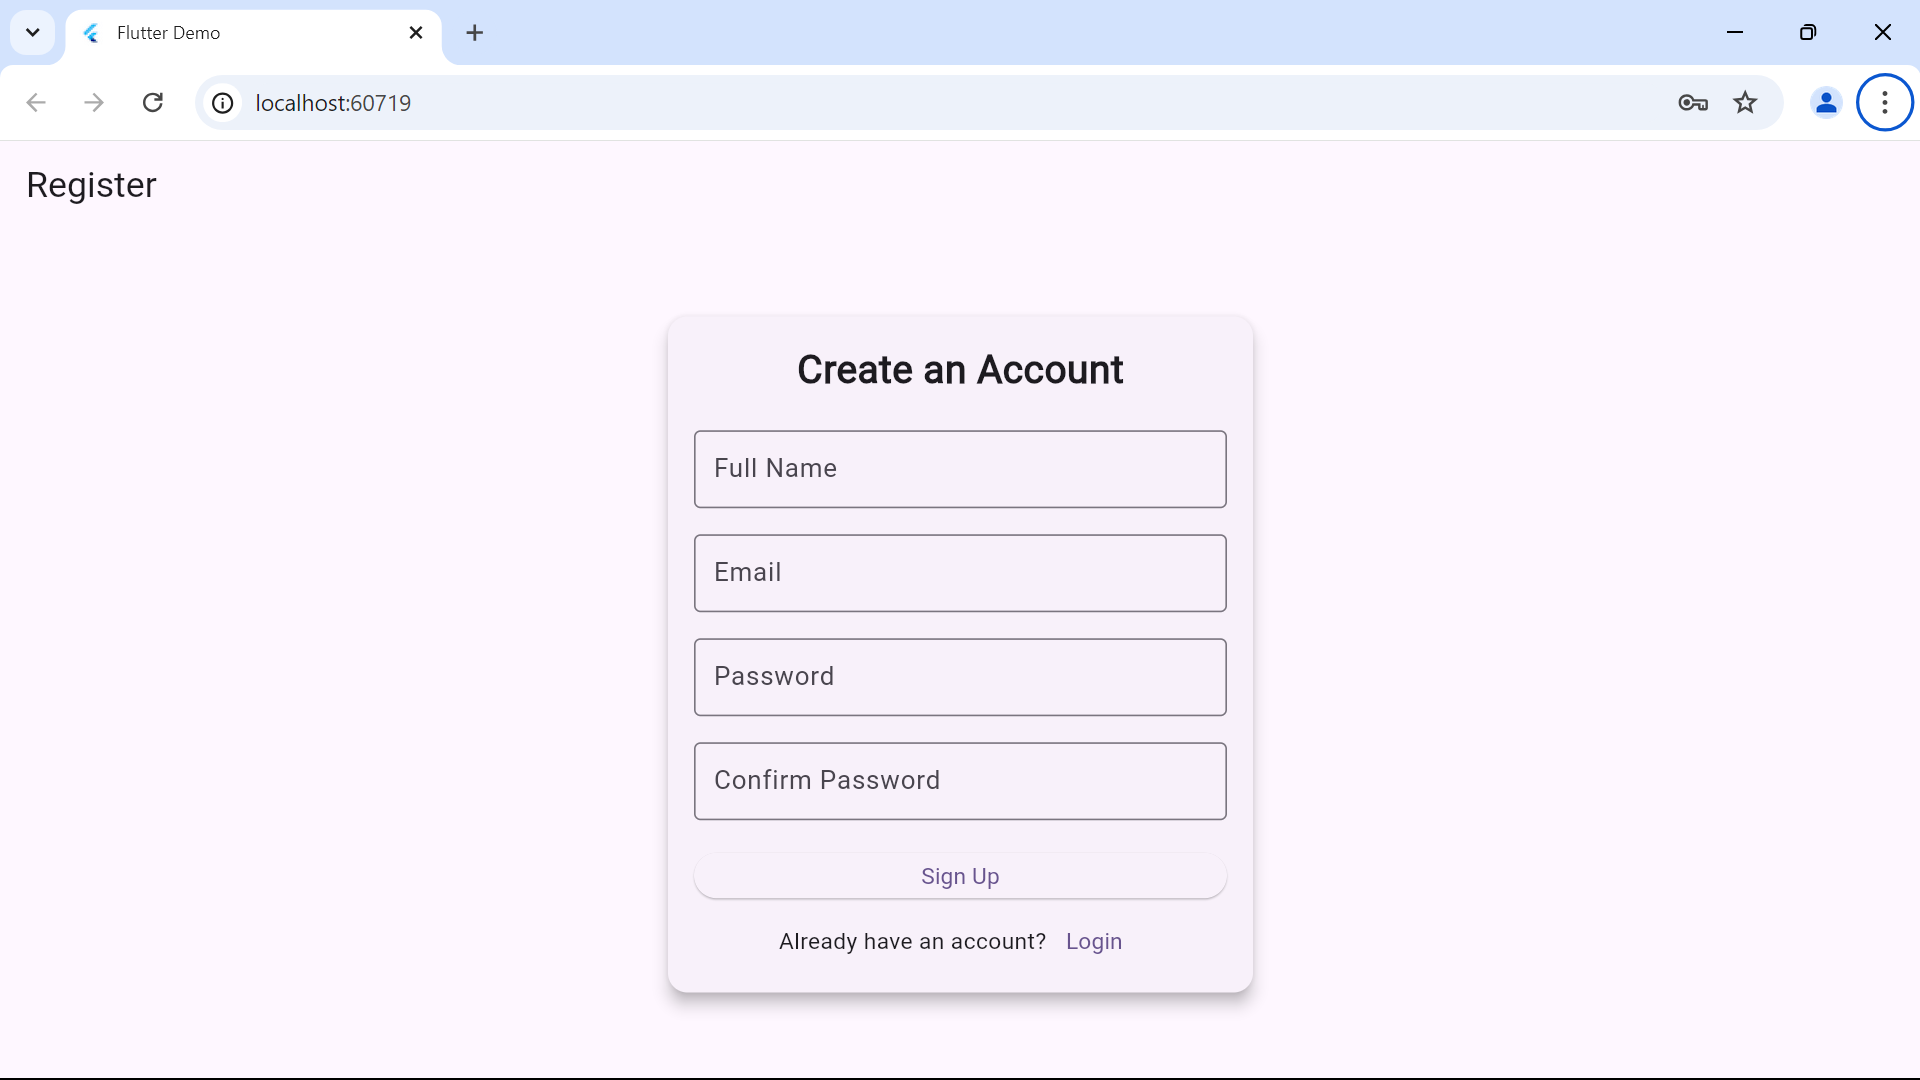 Flutter Demo
localhost:60719
Register
Create an Account
Full Name
Email
Password
Confirm Password
Sign Up
Already have an account? Login